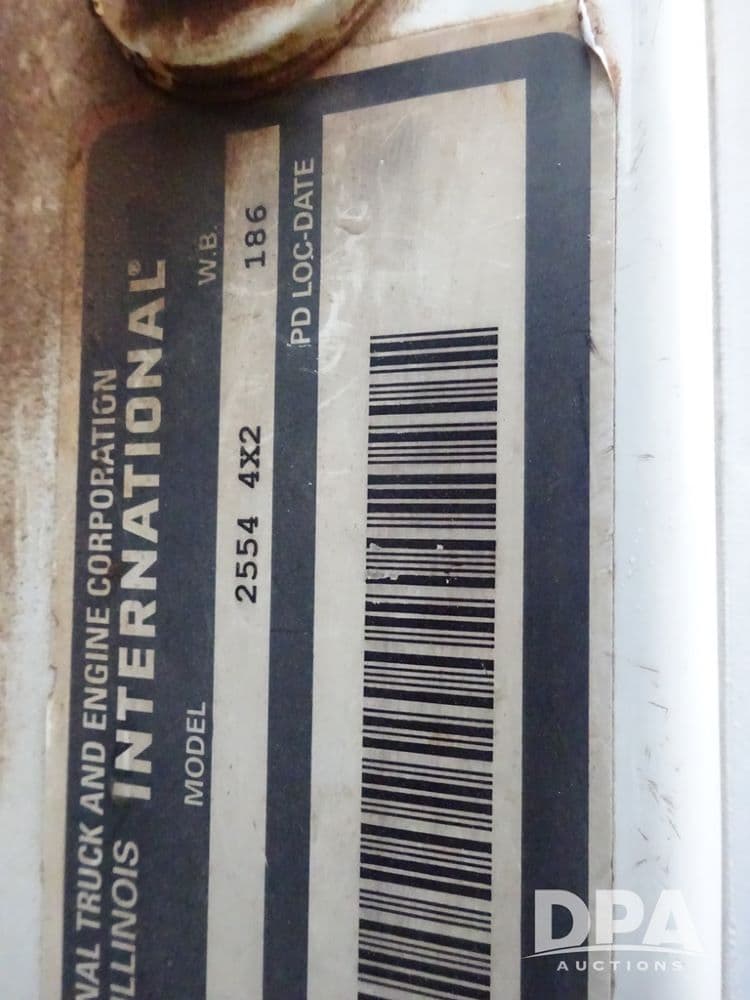 NAL TRUCK AND ENGINE CORPORATION
ILLINOIS INTERNATIONAL®
MODEL W.B.
2554 4X2 186
PD LOC-DATE
DPA
AUCTIONS